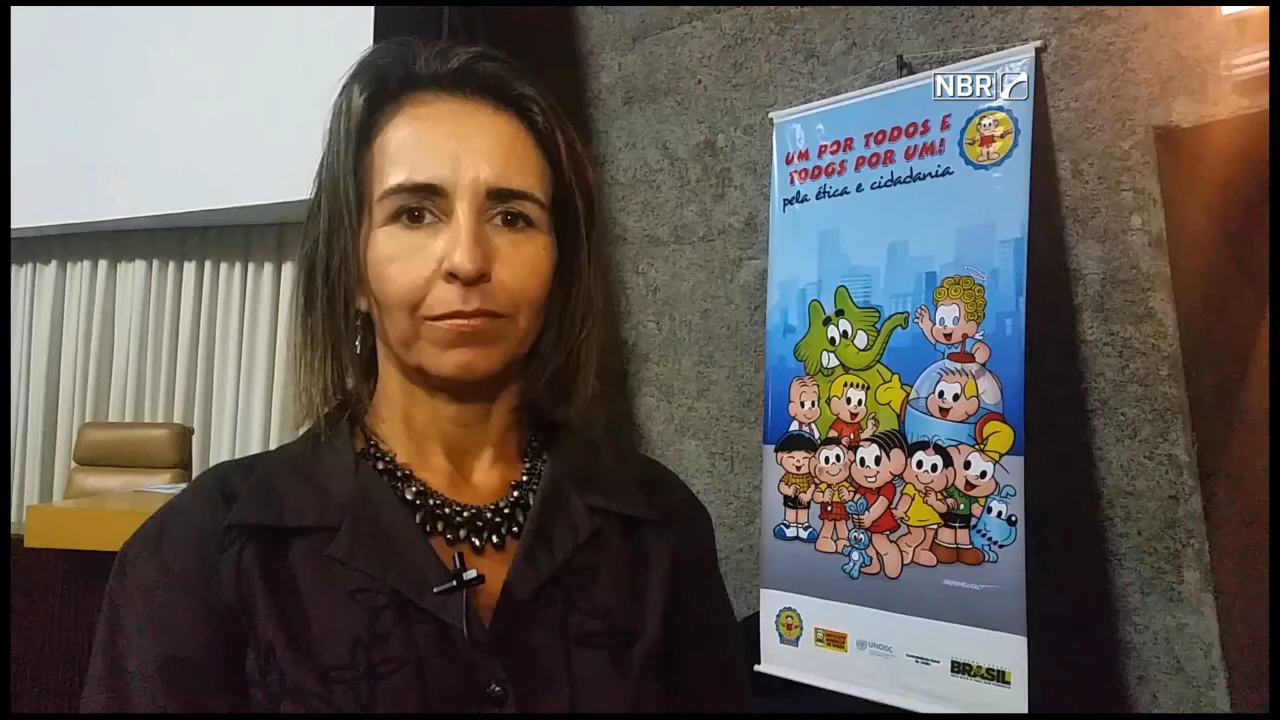 NBR
UM POR TODOS E
TODOS POR UM!
pela ética e cidadania
UNODC
BRASIL